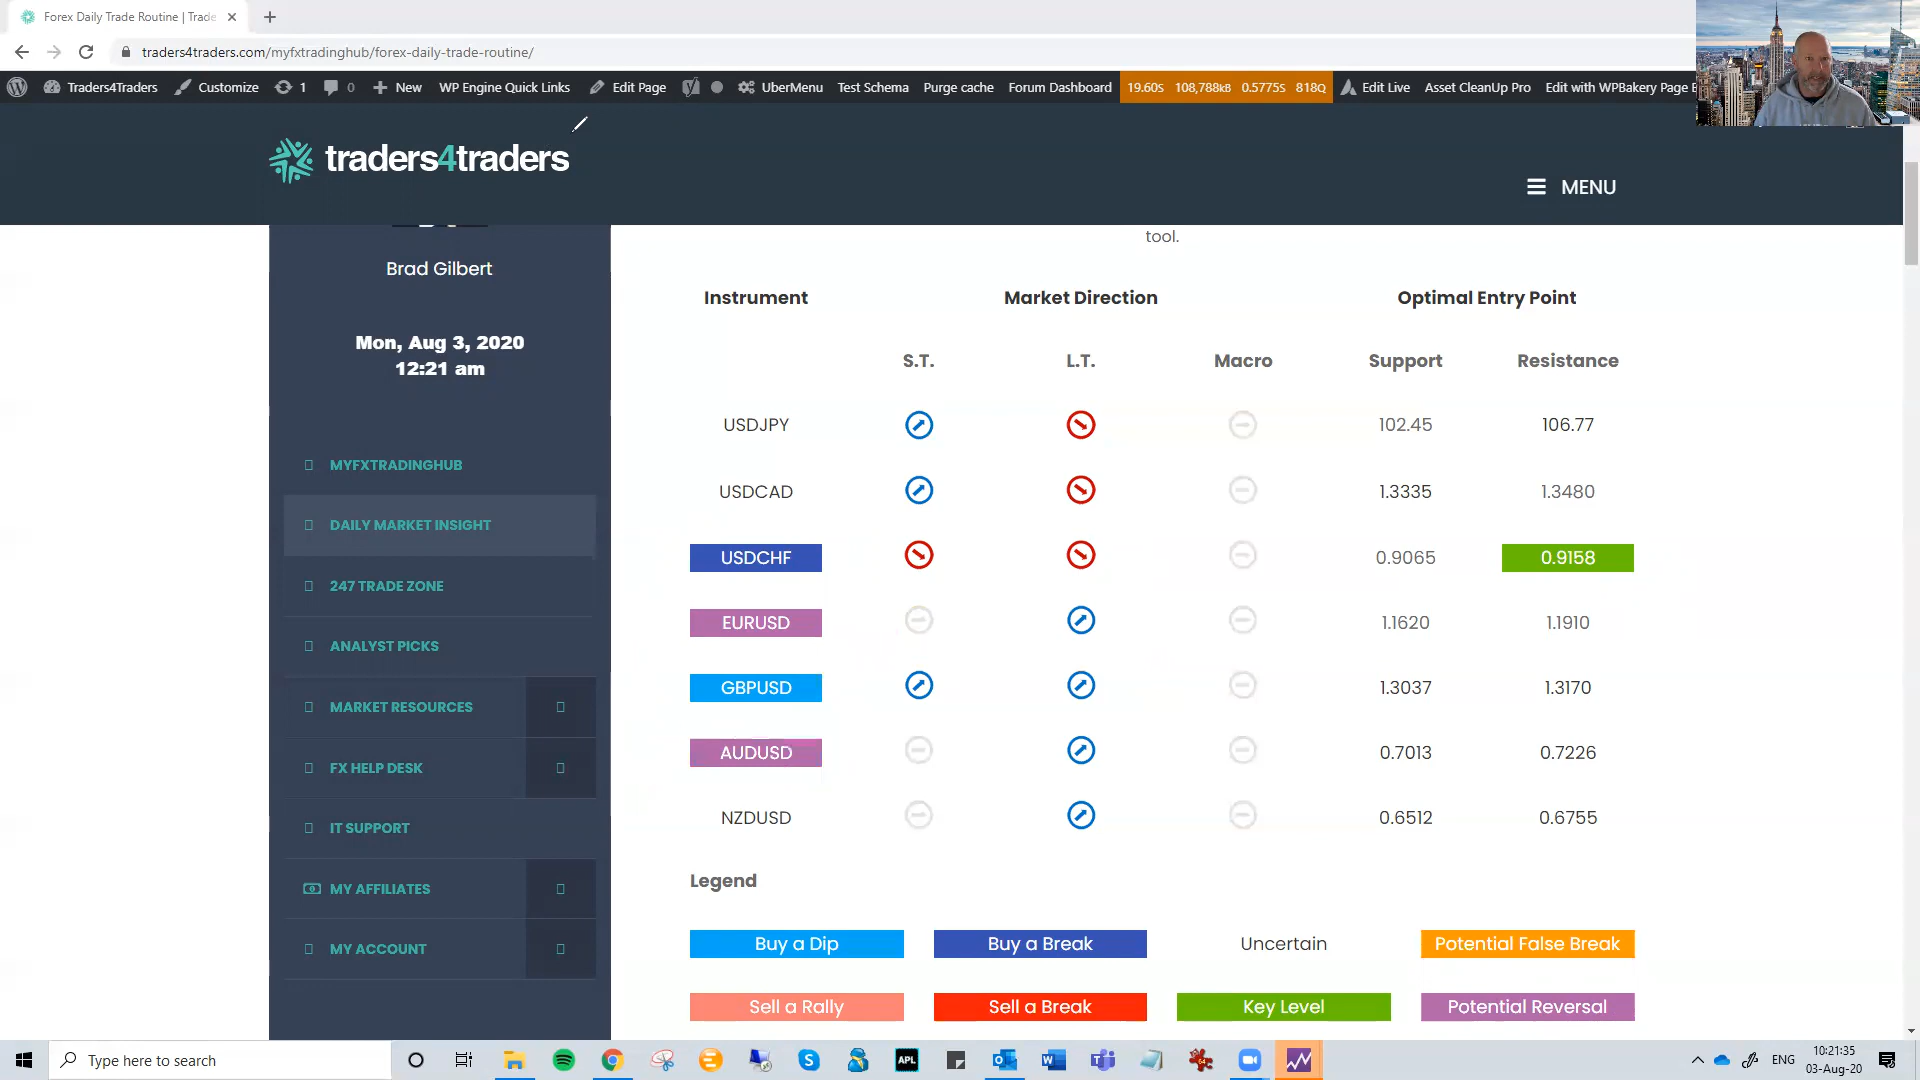 Forex Daily Trade Routine | Trade
traders4traders.com/myfxtradinghub/forex-daily-trade-routine/
Traders4Traders Customize 1 0 New WP Engine Quick Links Edit Page UberMenu Test Schema Purge cache Forum Dashboard 19.60S 108,788KB 0.5775S 818Q Edit Live Asset CleanUp Pro Edit with WPBakery Page
traders4traders
MENU
tool.
Brad Gilbert
Mon, Aug 3, 2020
12:21 am
MYFXTRADINGHUB
DAILY MARKET INSIGHT
247 TRADE ZONE
ANALYST PICKS
MARKET RESOURCES
FX HELP DESK
IT SUPPORT
MY AFFILIATES
MY ACCOUNT
Instrument Market Direction Optimal Entry Point
S.T. L.T. Macro Support Resistance
USDJPY 102.45 106.77
USDCAD 1.3335 1.3480
USDCHF 0.9065 0.9158
EURUSD 1.1620 1.1910
GBPUSD 1.3037 1.3170
AUDUSD 0.7013 0.7226
NZDUSD 0.6512 0.6755
Legend
Buy a Dip Buy a Break Uncertain Potential False Break
Sell a Rally Sell a Break Key Level Potential Reversal
Type here to search
APL
ENG
10:21:35
03-Aug-20